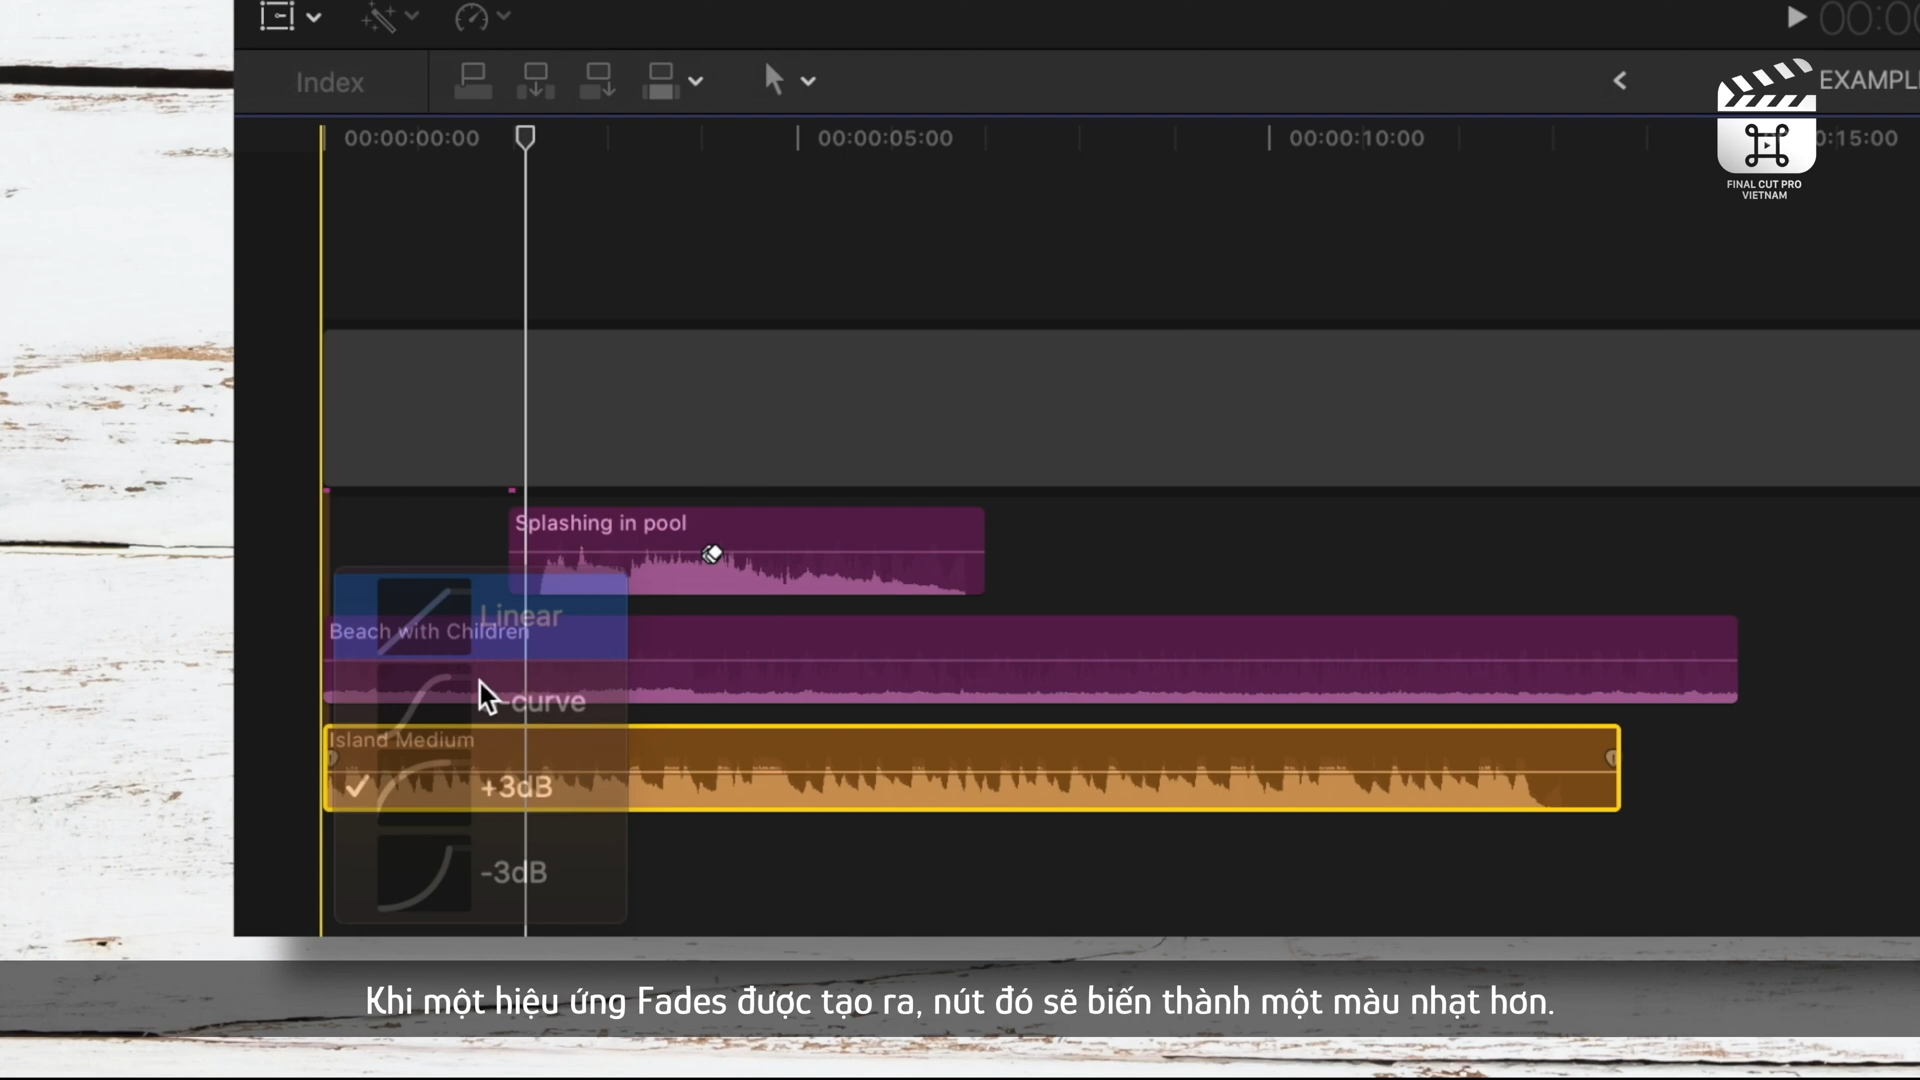 00:00
Index
EXAMPL
00:00:00:00
00:00:05:00
00:00:10:00
0:15:00
FINAL CUT PRO
VIETNAM
Splashing in pool
Linear
Beach with Children
-curve
Island Medium
+3dB
-3dB
Khi một hiệu ứng Fades được tạo ra, nút đó sẽ biến thành một màu nhạt hơn.